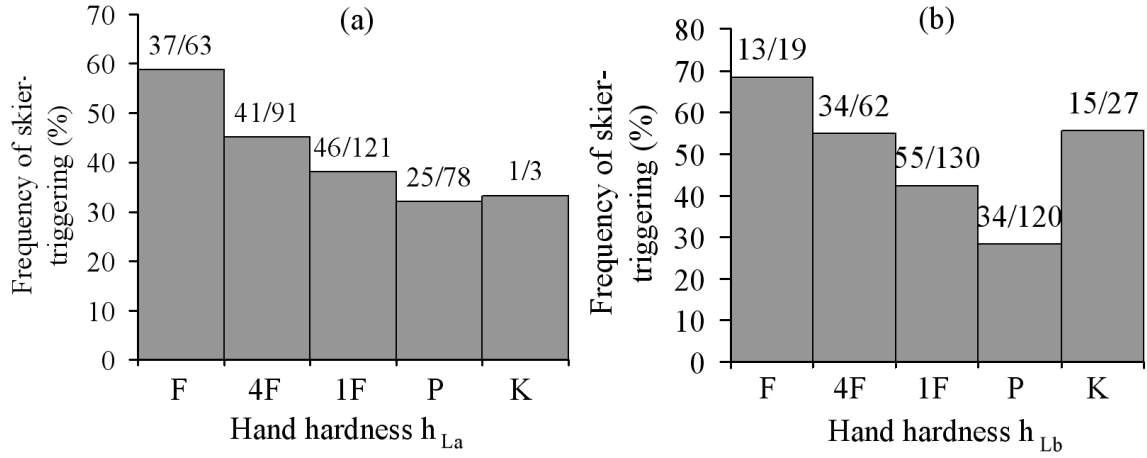 (a)
Frequency of skier-
triggering (%)
70
60
50
40
30
20
10
0
37/63
41/91
46/121
25/78
1/3
F 4F 1F P K
Hand hardness h La
(b)
Frequency of skier-
triggering (%)
80
70
60
50
40
30
20
10
0
13/19
34/62
55/130
34/120
15/27
F 4F 1F P K
Hand hardness h Lb